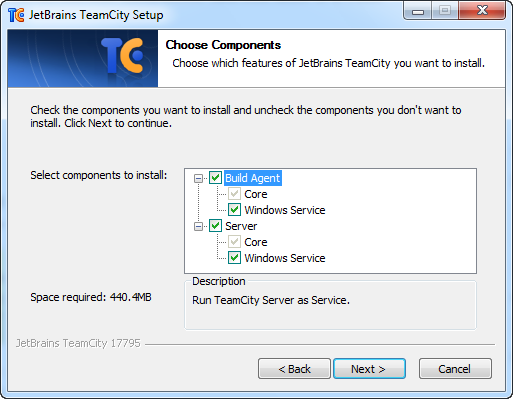 TC JetBrains TeamCity Setup
TC
Choose Components
Choose which features of JetBrains TeamCity you want to install.
Check the components you want to install and uncheck the components you don't want to
install. Click Next to continue.
Select components to install:
Build Agent
Core
Windows Service
Server
Core
Windows Service
Space required: 440.4MB
Description
Run TeamCity Server as Service.
JetBrains TeamCity 17795
< Back
Next >
Cancel